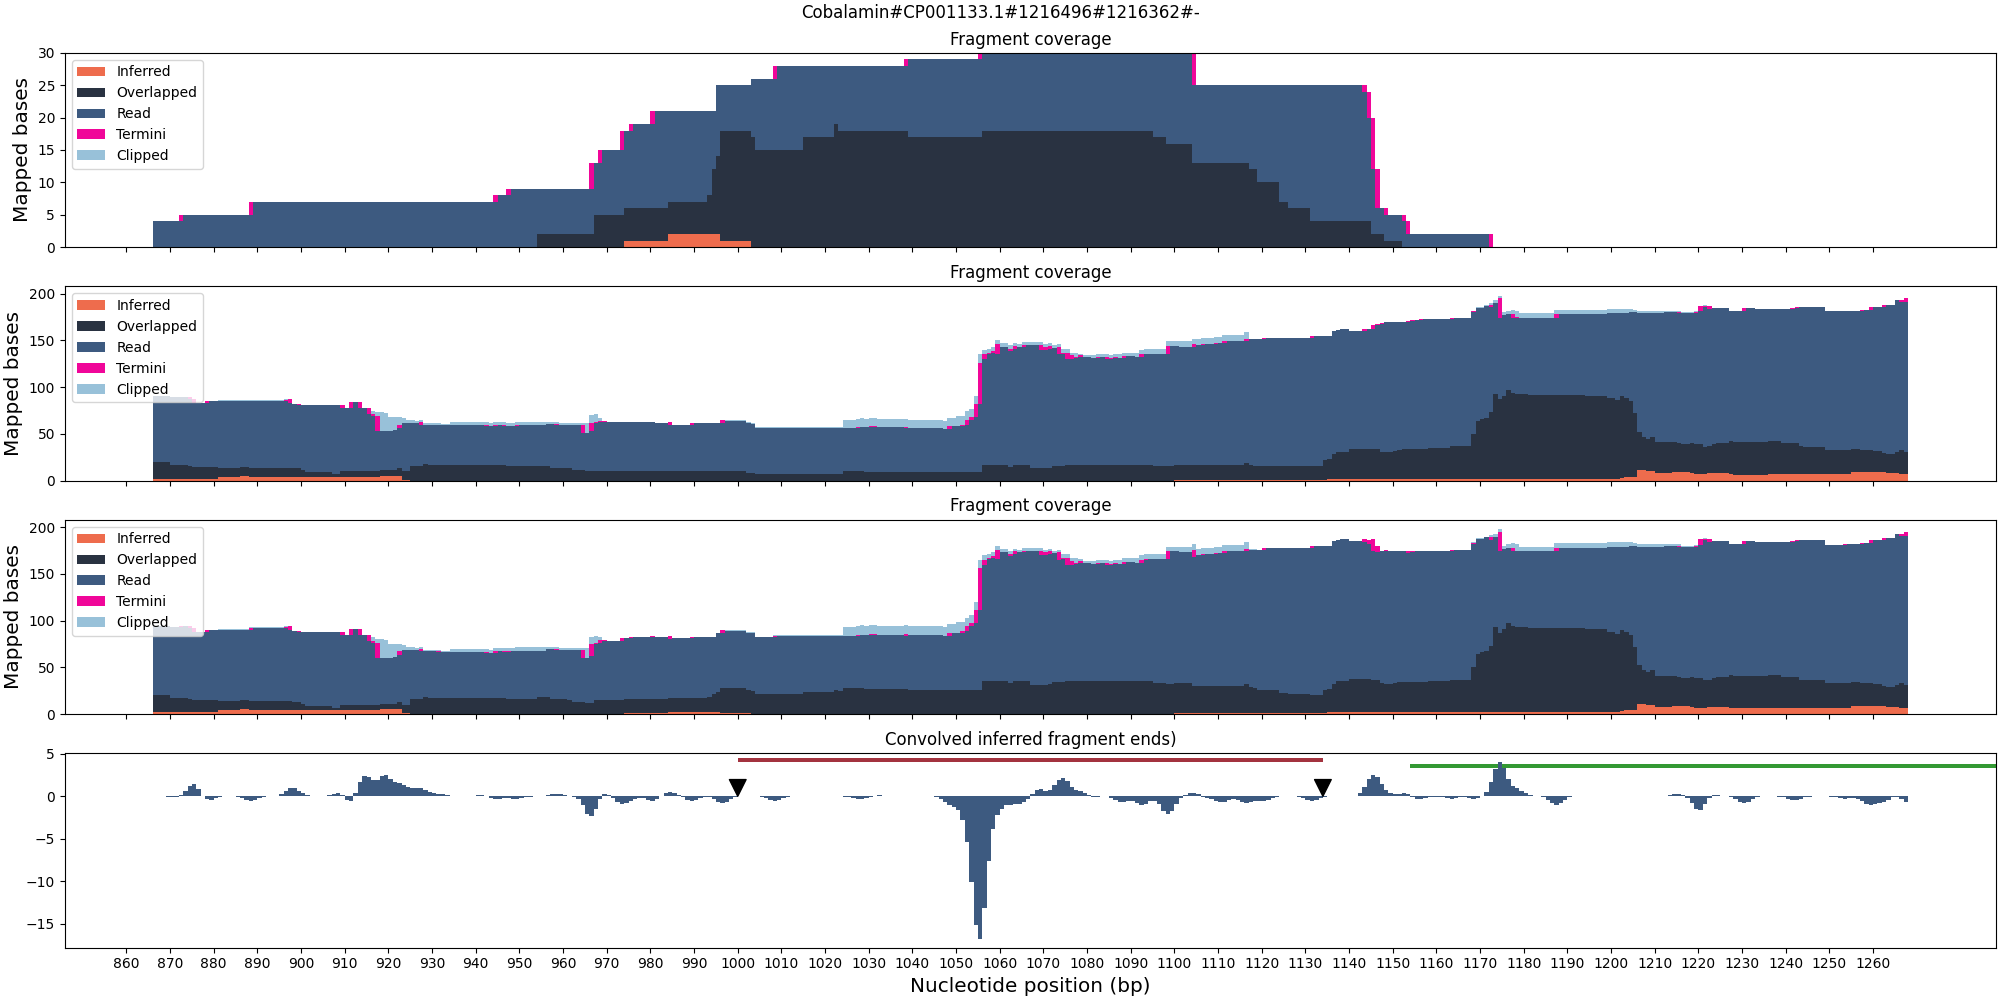 Cobalamin#CP001133.1#1216496#1216362#-
Fragment coverage
Mapped bases
30
25
20
15
10
5
0
Inferred
Overlapped
Read
Termini
Clipped
Fragment coverage
Mapped bases
200
150
100
50
0
Inferred
Overlapped
Read
Termini
Clipped
Fragment coverage
Mapped bases
200
150
100
50
0
Inferred
Overlapped
Read
Termini
Clipped
Convolved inferred fragment ends)
5
0
−5
−10
−15
860 870 880 890 900 910 920 930 940 950 960 970 980 990 1000 1010 1020 1030 1040 1050 1060 1070 1080 1090 1100 1110 1120 1130 1140 1150 1160 1170 1180 1190 1200 1210 1220 1230 1240 1250 1260
Nucleotide position (bp)